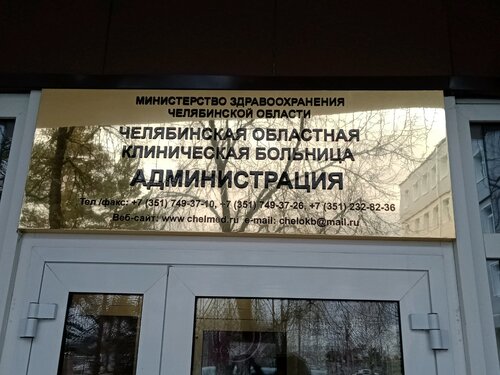 МИНИСТЕРСТВО ЗДРАВООХРАНЕНИЯ
ЧЕЛЯБИНСКОЙ ОБЛАСТИ
ЧЕЛЯБИНСКАЯ ОБЛАСТНАЯ
КЛИНИЧЕСКАЯ БОЛЬНИЦА
АДМИНИСТРАЦИЯ
Тел./факс: +7 (351) 749-37-10, +7 (351) 749-37-26, +7 (351) 232-82-36
Веб-сайт: www.chelmed.ru e-mail: chelokb@mail.ru